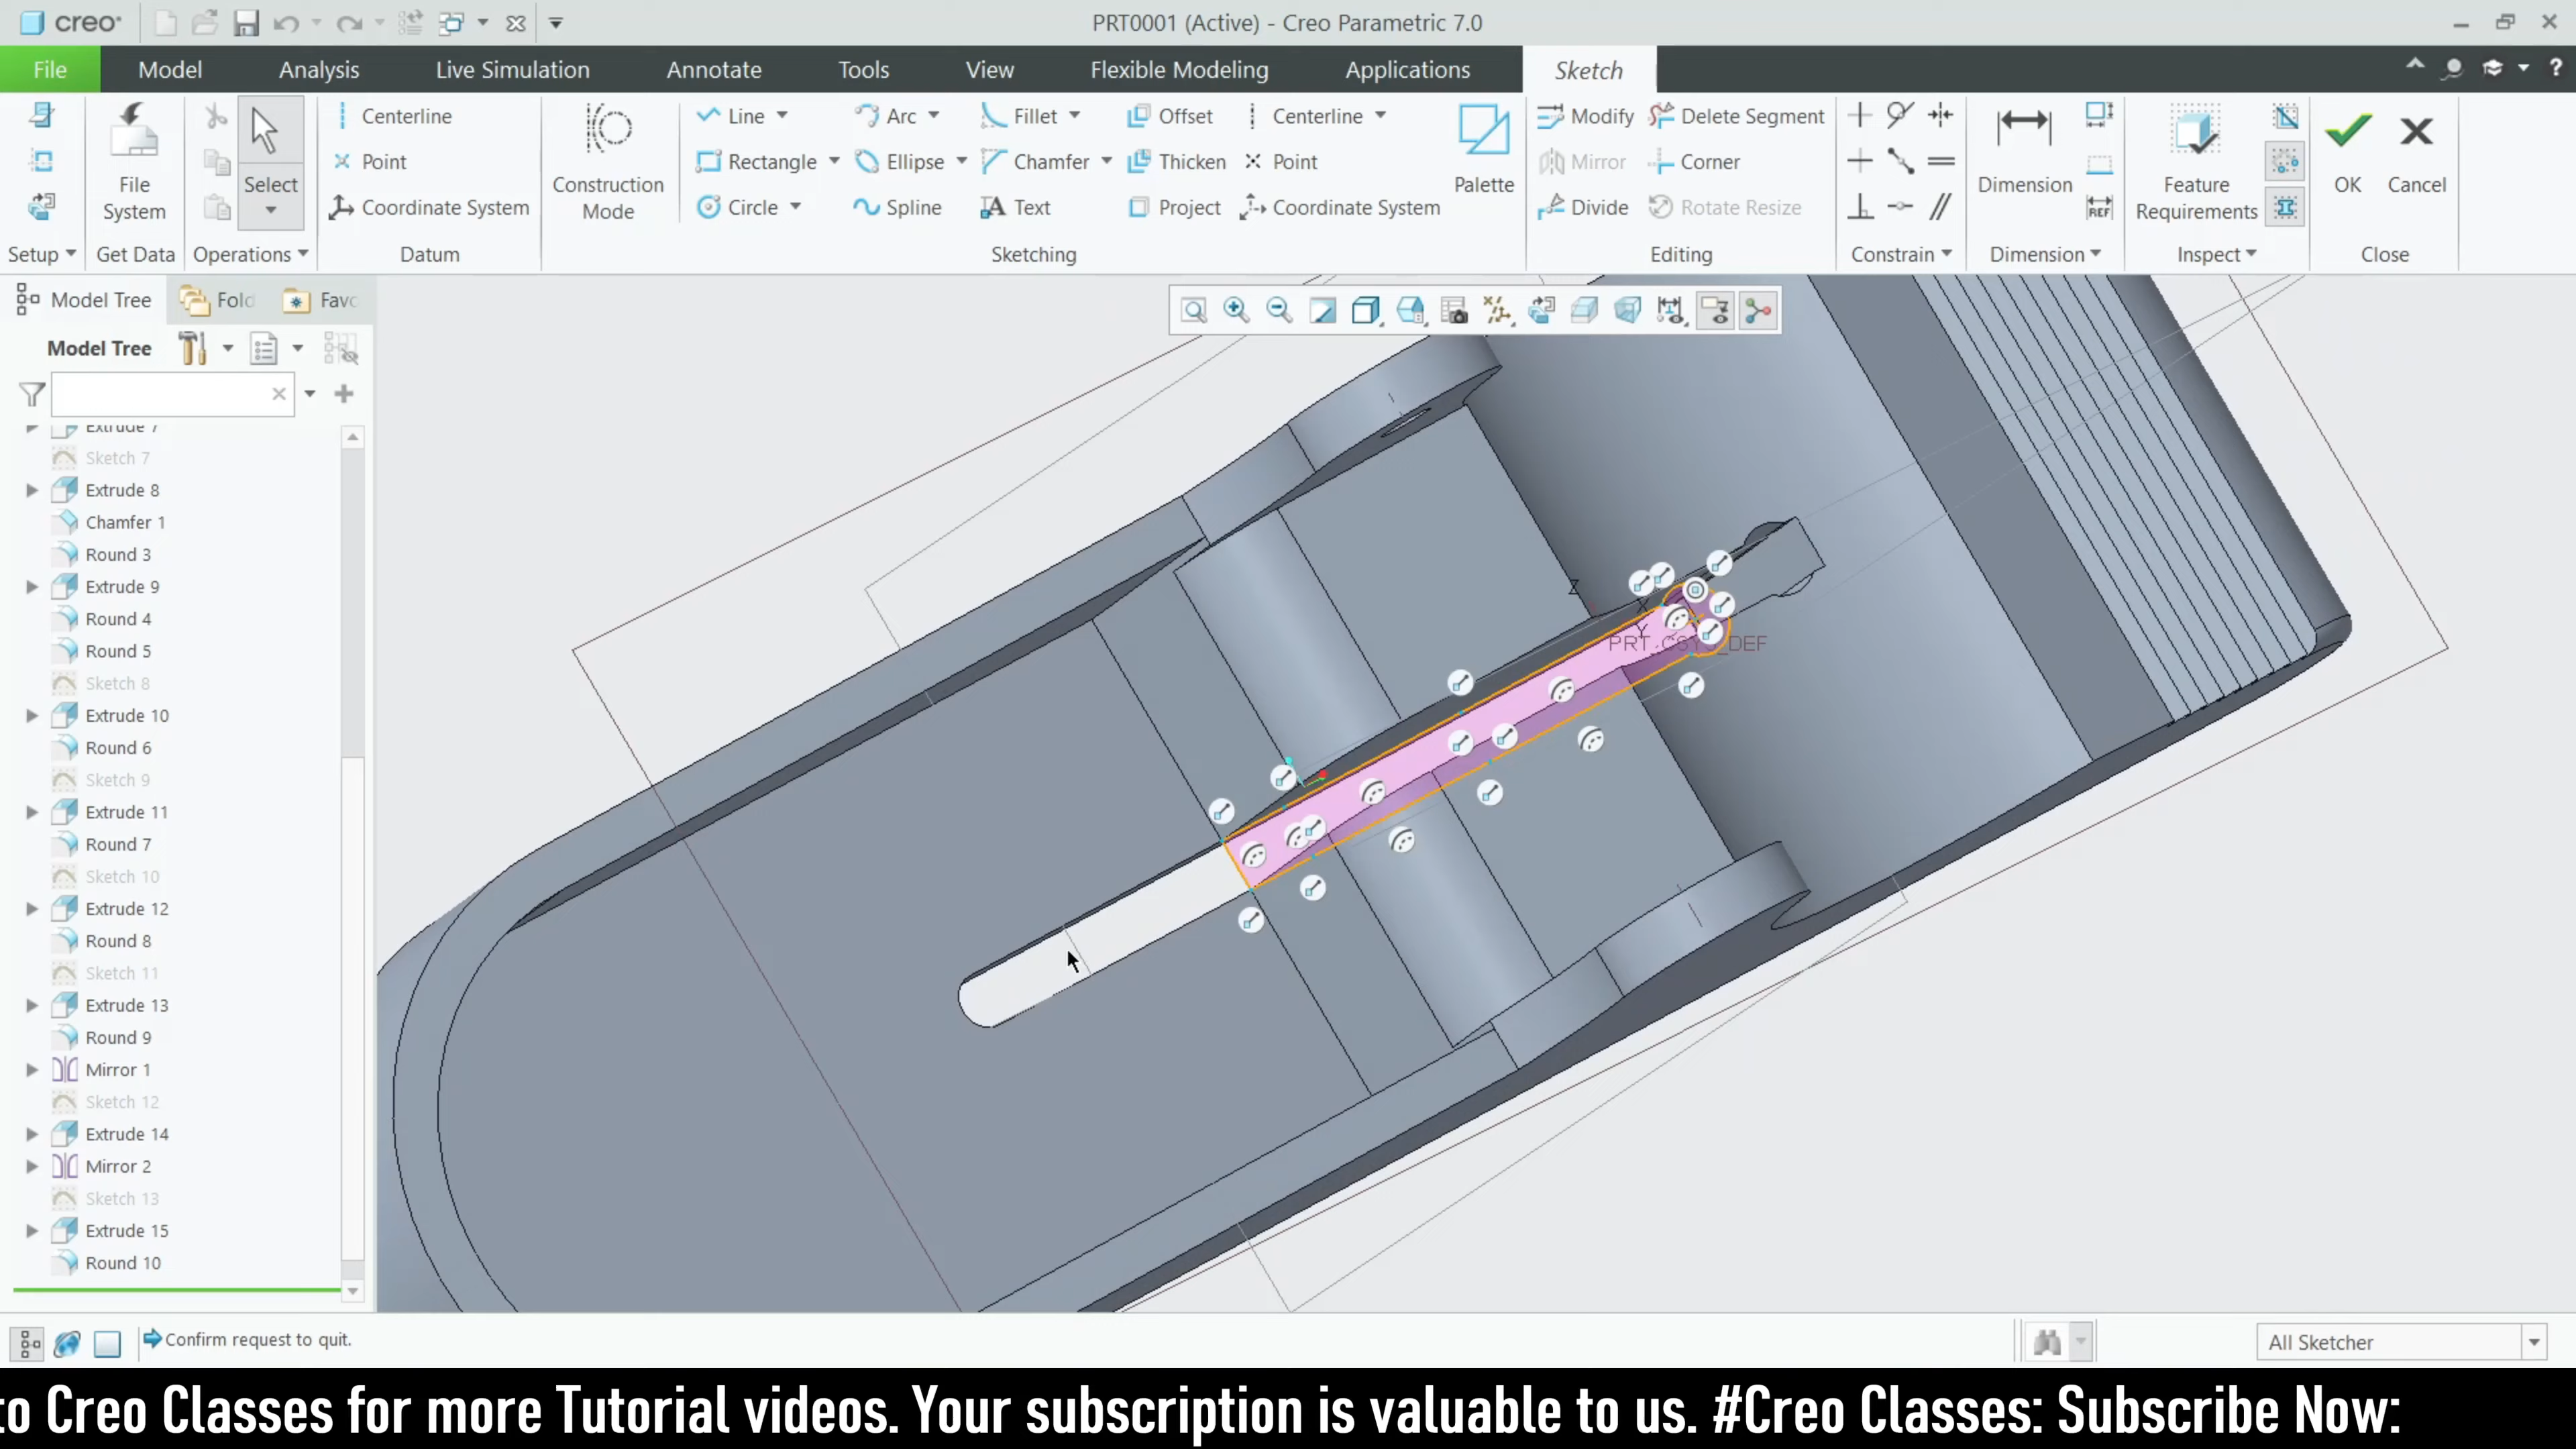 creo
PRT0001 (Active) - Creo Parametric 7.0
File Model Analysis Live Simulation Annotate Tools View Flexible Modeling Applications Sketch
File System
Select
Centerline
Point
Coordinate System
Construction Mode
Line Arc Fillet Offset Centerline
Rectangle Ellipse Chamfer Thicken Point
Circle Spline Text Project Coordinate System
Palette
Modify Delete Segment
Mirror Corner
Divide Rotate Resize
Dimension
REF
Feature Requirements
OK Cancel
Setup Get Data Operations Datum Sketching Editing Constrain Dimension Inspect Close
Model Tree Fold Favo
Model Tree
Extrude 7
Sketch 7
Extrude 8
Chamfer 1
Round 3
Extrude 9
Round 4
Round 5
Sketch 8
Extrude 10
Round 6
Sketch 9
Extrude 11
Round 7
Sketch 10
Extrude 12
Round 8
Sketch 11
Extrude 13
Round 9
Mirror 1
Sketch 12
Extrude 14
Mirror 2
Sketch 13
Extrude 15
Round 10
Z
X
Y
PRT_CSYS_DEF
Confirm request to quit.
All Sketcher
to Creo Classes for more Tutorial videos. Your subscription is valuable to us. #Creo Classes: Subscribe Now: